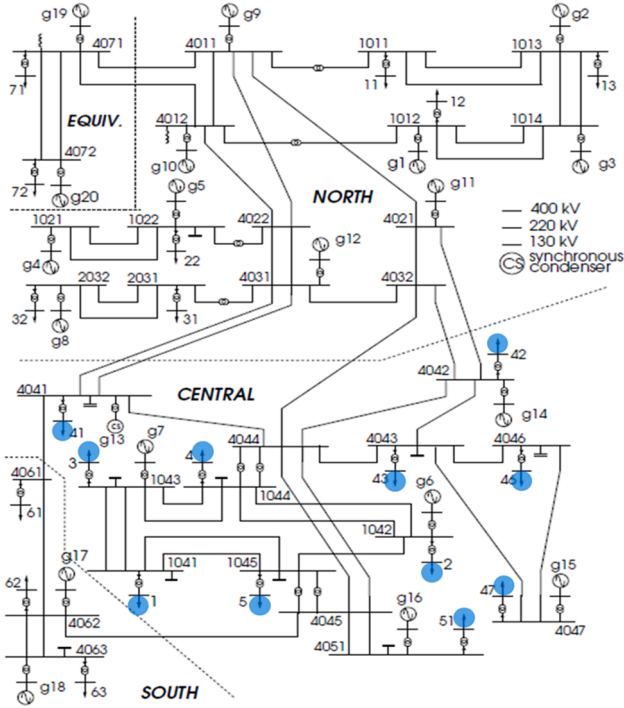 g19 g9 g2
4071 4011 1011 1013
71 11 13
EQUIV. 4012 12 1012 1014
4072 g10 g1 g3
72 g20 g5 NORTH g11
1021 1022 4022 g12 4021
g4 22
2032 2031 4031 4032
32 g8 31
400 kV
220 kV
130 kV
CS synchronous
condenser
42
4041 CENTRAL 4042
41 CS g13 g7 g14
3 4 4044 4043 4046
4061 1043 1044 43 46
61 g6
1042
g17 1041 1045 2
62 1 5 g16 47 g15
4062 4045 51 4047
4063 4051
g18 63 SOUTH